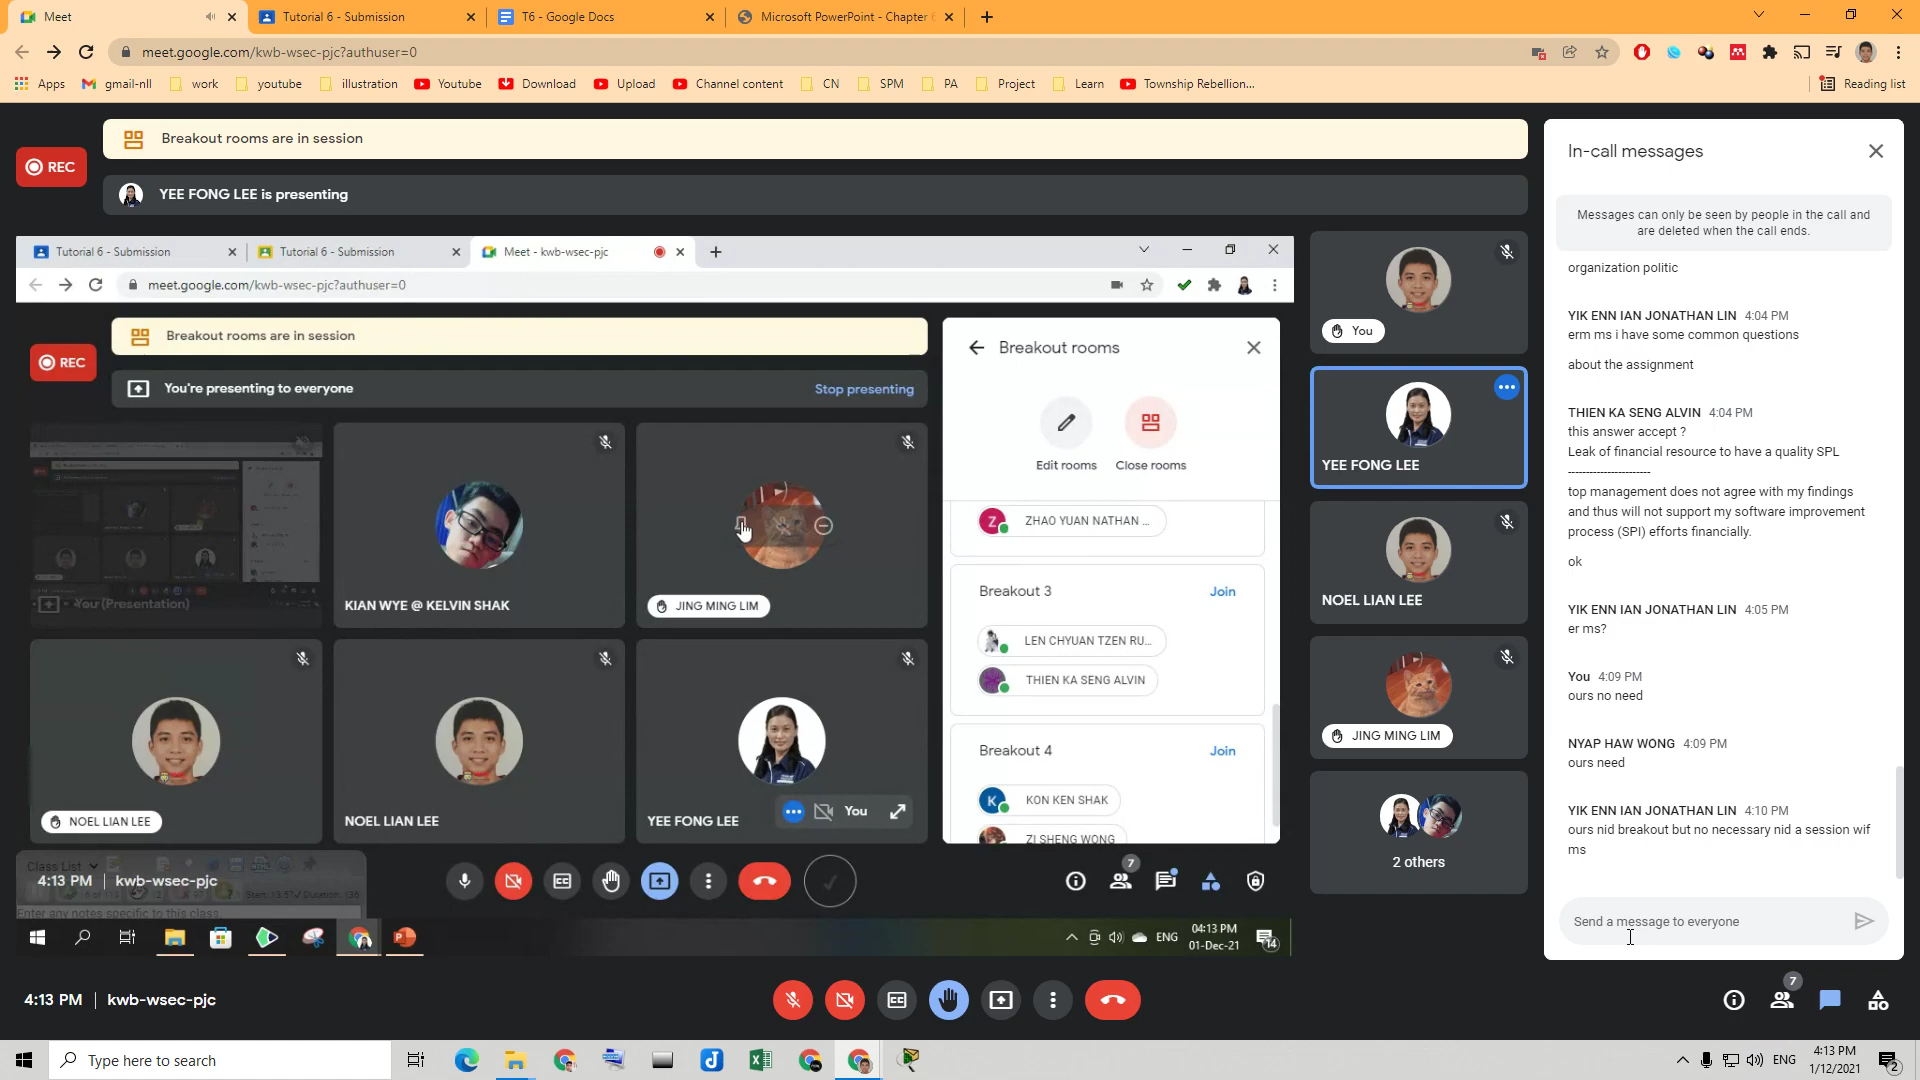 Meet
Tutorial 6 - Submission
T6 - Google Docs
Microsoft PowerPoint - Chapter
meet.google.com/kwb-wsec-pjc?authuser=0
Apps
gmail-nll
work
youtube
illustration
Youtube
Download
Upload
Channel content
CN
SPM
PA
Project
Learn
Township Rebellion...
Reading list
REC
Breakout rooms are in session
YEE FONG LEE is presenting
Tutorial 6 - Submission
Tutorial 6 - Submission
Meet - kwb-wsec-pjc
meet.google.com/kwb-wsec-pjc?authuser=0
REC
Breakout rooms are in session
You're presenting to everyone
Stop presenting
You (Presentation)
KIAN WYE @ KELVIN SHAK
JING MING LIM
NOEL LIAN LEE
NOEL LIAN LEE
YEE FONG LEE
You
Breakout rooms
Edit rooms
Close rooms
Z
ZHAO YUAN NATHAN ...
Breakout 3
Join
LEN CHYUAN TZEN RU...
THIEN KA SENG ALVIN
Breakout 4
Join
K
KON KEN SHAK
ZI SHENG WONG
Class List
4:13 PM | kwb-wsec-pjc
Enter any notes specific to this class
7
ENG
04:13 PM
01-Dec-21
14
You
YEE FONG LEE
NOEL LIAN LEE
JING MING LIM
2 others
In-call messages
Messages can only be seen by people in the call and
are deleted when the call ends.
organization politic
YIK ENN IAN JONATHAN LIN 4:04 PM
erm ms i have some common questions
about the assignment
THIEN KA SENG ALVIN 4:04 PM
this answer accept ?
Leak of financial resource to have a quality SPL
-----------------------
top management does not agree with my findings
and thus will not support my software improvement
process (SPI) efforts financially.
ok
YIK ENN IAN JONATHAN LIN 4:05 PM
er ms?
You 4:09 PM
ours no need
NYAP HAW WONG 4:09 PM
ours need
YIK ENN IAN JONATHAN LIN 4:10 PM
ours nid breakout but no necessary nid a session wif
ms
Send a message to everyone
4:13 PM | kwb-wsec-pjc
7
Type here to search
ENG
4:13 PM
1/12/2021
2